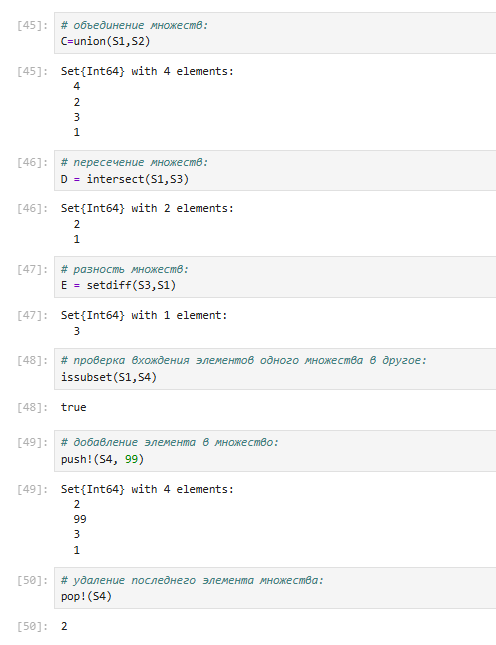 [45]: # объединение множеств:
C=union(S1,S2)
[45]: Set{Int64} with 4 elements:
4
2
3
1
[46]: # пересечение множеств:
D = intersect(S1,S3)
[46]: Set{Int64} with 2 elements:
2
1
[47]: # разность множеств:
E = setdiff(S3,S1)
[47]: Set{Int64} with 1 element:
3
[48]: # проверка вхождения элементов одного множества в другое:
issubset(S1,S4)
[48]: true
[49]: # добавление элемента в множество:
push!(S4, 99)
[49]: Set{Int64} with 4 elements:
2
99
3
1
[50]: # удаление последнего элемента множества:
pop!(S4)
[50]: 2